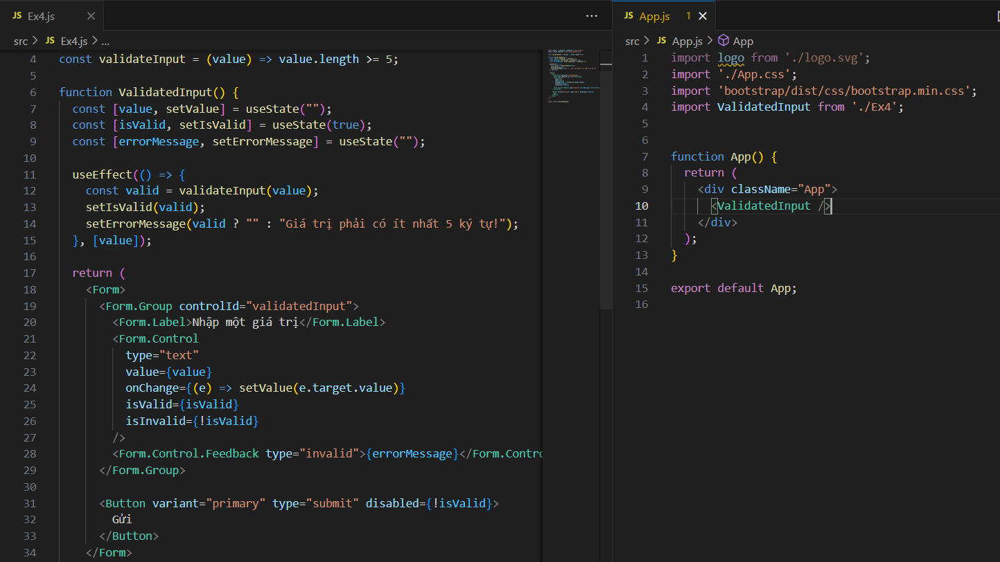 JS Ex4.js ×
src > JS Ex4.js > ...
4 const validateInput = (value) => value.length >= 5;
5
6 function ValidatedInput() {
7   const [value, setValue] = useState("");
8   const [isValid, setIsValid] = useState(true);
9   const [errorMessage, setErrorMessage] = useState("");
10
11   useEffect(() => {
12     const valid = validateInput(value);
13     setIsValid(valid);
14     setErrorMessage(valid ? "" : "Giá trị phải có ít nhất 5 ký tự!");
15   }, [value]);
16
17   return (
18     <Form>
19       <Form.Group controlId="validatedInput">
20         <Form.Label>Nhập một giá trị</Form.Label>
21         <Form.Control
22           type="text"
23           value={value}
24           onChange={(e) => setValue(e.target.value)}
25           isValid={isValid}
26           isInvalid={!isValid}
27         />
28         <Form.Control.Feedback type="invalid">{errorMessage}</Form.Contro
29       </Form.Group>
30
31       <Button variant="primary" type="submit" disabled={!isValid}>
32         Gửi
33       </Button>
34     </Form>
JS App.js 1 ×
src > JS App.js > App
1 import logo from './logo.svg';
2 import './App.css';
3 import 'bootstrap/dist/css/bootstrap.min.css';
4 import ValidatedInput from './Ex4';
5
6
7 function App() {
8   return (
9     <div className="App">
10       <ValidatedInput />
11     </div>
12   );
13 }
14
15 export default App;
16